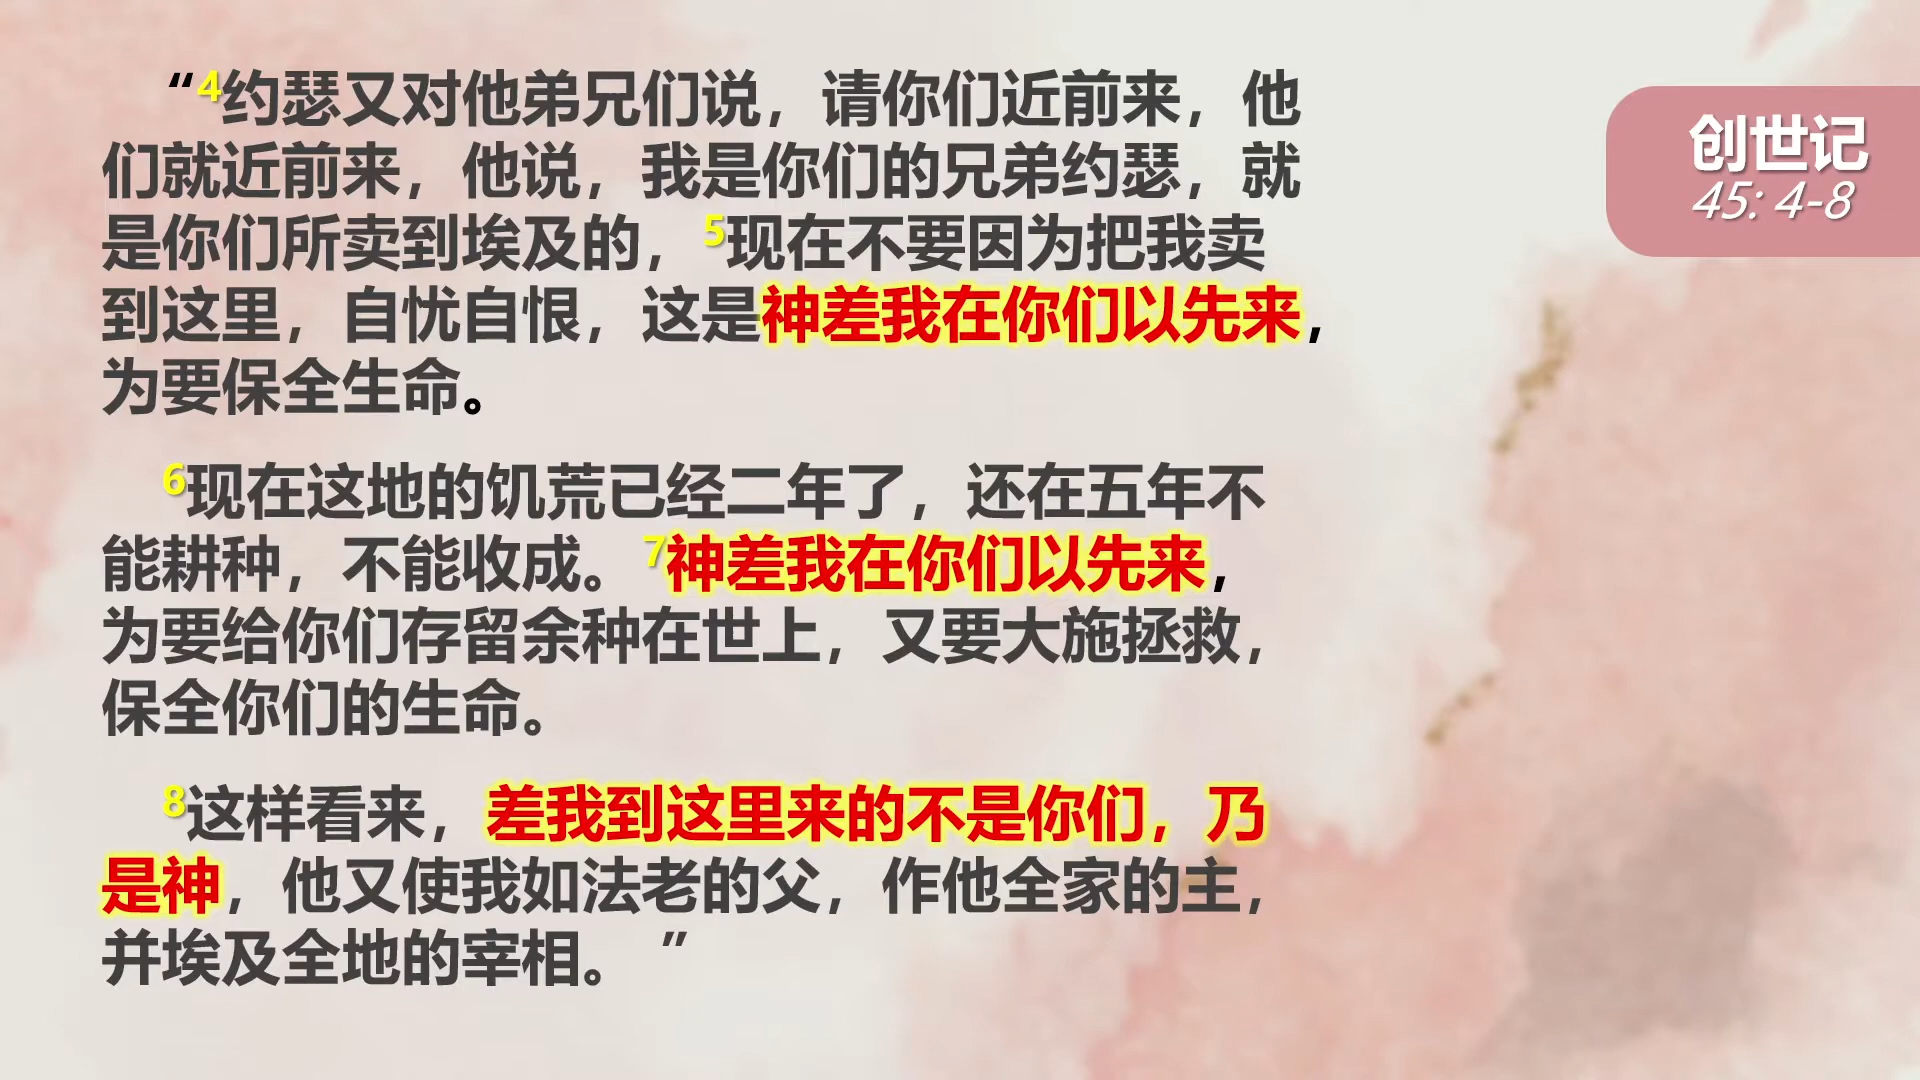 “4约瑟又对他弟兄们说，请你们近前来，他
们就近前来，他说，我是你们的兄弟约瑟，就
是你们所卖到埃及的，5现在不要因为把我卖
到这里，自忧自恨，这是神差我在你们以先来，
为要保全生命。
6现在这地的饥荒已经二年了，还在五年不
能耕种，不能收成。7神差我在你们以先来，
为要给你们存留余种在世上，又要大施拯救，
保全你们的生命。
8这样看来，差我到这里来的不是你们，乃
是神，他又使我如法老的父，作他全家的主，
并埃及全地的宰相。”
创世记
45: 4-8